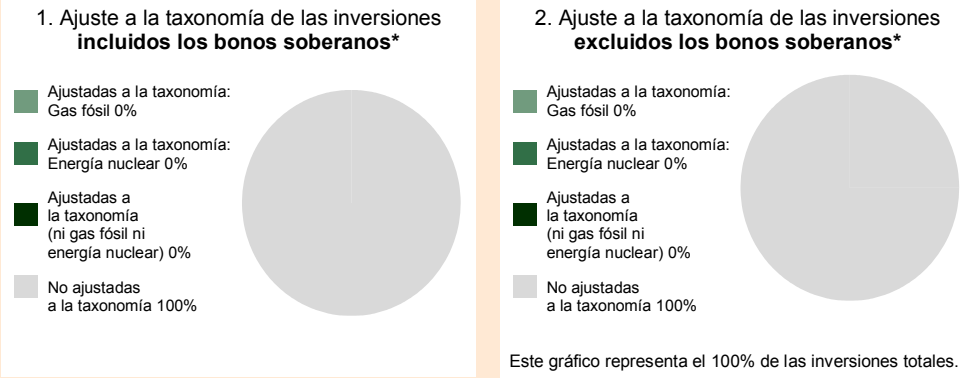 1. Ajuste a la taxonomía de las inversiones
incluidos los bonos soberanos*
Ajustadas a la taxonomía:
Gas fósil 0%
Ajustadas a la taxonomía:
Energía nuclear 0%
Ajustadas a
la taxonomía
(ni gas fósil ni
energía nuclear) 0%
No ajustadas
a la taxonomía 100%
2. Ajuste a la taxonomía de las inversiones
excluidos los bonos soberanos*
Ajustadas a la taxonomía:
Gas fósil 0%
Ajustadas a la taxonomía:
Energía nuclear 0%
Ajustadas a
la taxonomía
(ni gas fósil ni
energía nuclear) 0%
No ajustadas
a la taxonomía 100%
Este gráfico representa el 100% de las inversiones totales.